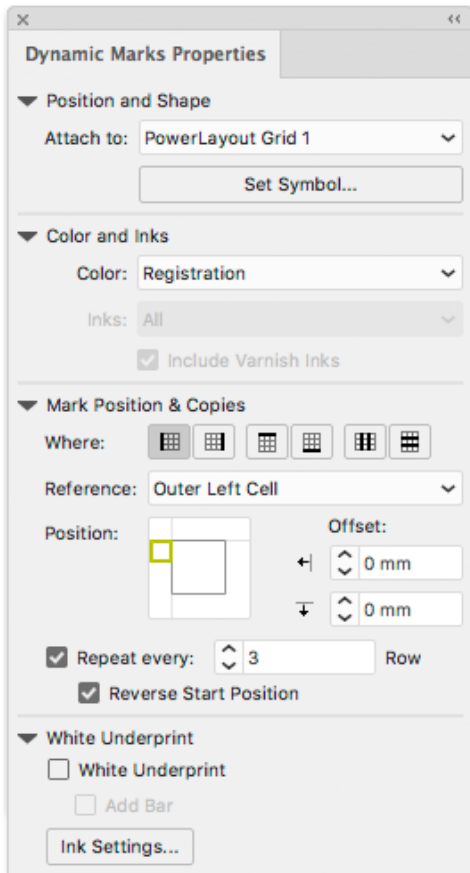 Dynamic Marks Properties
Position and Shape
Attach to: PowerLayout Grid 1
Set Symbol...
Color and Inks
Color: Registration
Inks: All
Include Varnish Inks
Mark Position & Copies
Where:
Reference: Outer Left Cell
Position: Offset:
0 mm
0 mm
Repeat every: 3 Row
Reverse Start Position
White Underprint
White Underprint
Add Bar
Ink Settings...